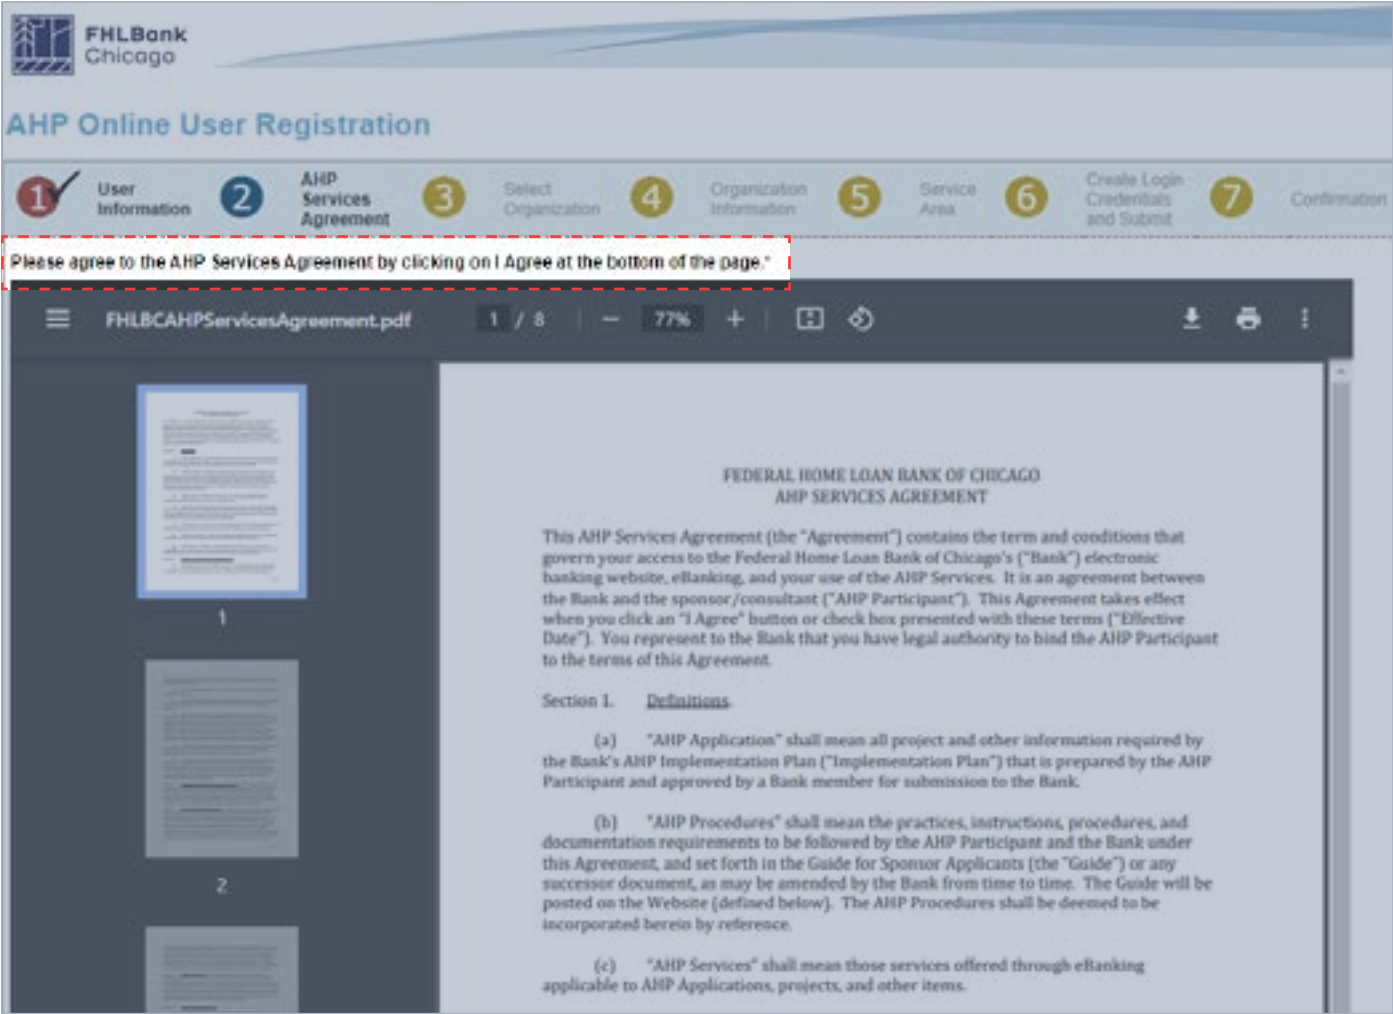 FHLBank
Chicago
AHP Online User Registration
1 User Information
2 AHP Services Agreement
3 Select Organization
4 Organization Information
5 Service Area
6 Create Login Credentials and Submit
7 Confirmation
Please agree to the AHP Services Agreement by clicking on I Agree at the bottom of the page.*
FHLBCAHPServicesAgreement.pdf 1 / 8 77%
1
2
FEDERAL HOME LOAN BANK OF CHICAGO
AHP SERVICES AGREEMENT
This AHP Services Agreement (the "Agreement") contains the term and conditions that
govern your access to the Federal Home Loan Bank of Chicago's ("Bank") electronic
banking website, eBanking, and your use of the AHP Services. It is an agreement between
the Bank and the sponsor/consultant ("AHP Participant"). This Agreement takes effect
when you click an "I Agree" button or check box presented with these terms ("Effective
Date"). You represent to the Bank that you have legal authority to bind the AHP Participant
to the terms of this Agreement.
Section 1. Definitions.
(a) "AHP Application" shall mean all project and other information required by
the Bank's AHP Implementation Plan ("Implementation Plan") that is prepared by the AHP
Participant and approved by a Bank member for submission to the Bank.
(b) "AHP Procedures" shall mean the practices, instructions, procedures, and
documentation requirements to be followed by the AHP Participant and the Bank under
this Agreement, and set forth in the Guide for Sponsor Applicants (the "Guide") or any
successor document, as may be amended by the Bank from time to time. The Guide will be
posted on the Website (defined below). The AHP Procedures shall be deemed to be
incorporated herein by reference.
(c) "AHP Services" shall mean those services offered through eBanking
applicable to AHP Applications, projects, and other items.